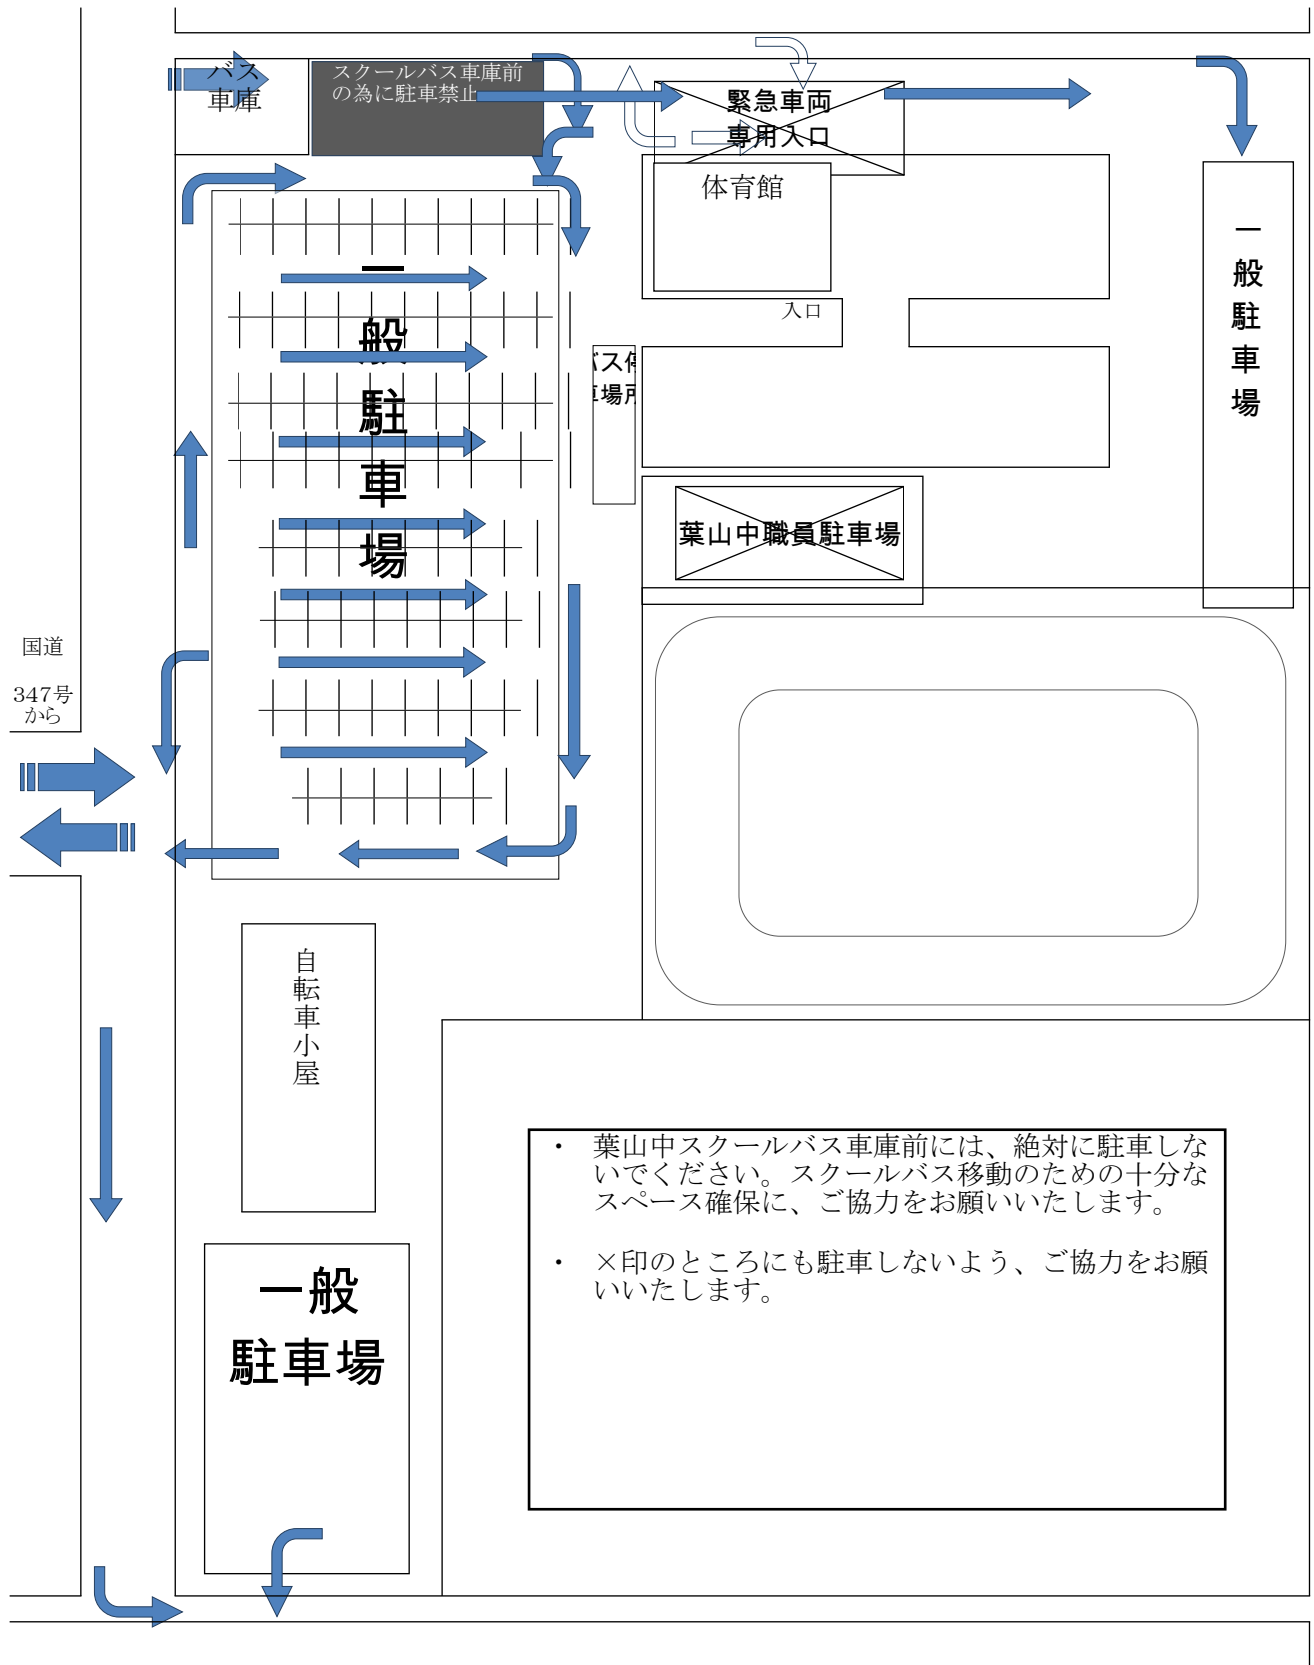 バス
車庫
スクールバス車庫前
の為に駐車禁止
緊急車両
専用入口
体育館
入口
一般駐車場
一般駐車場
バス停
車場所
葉山中職員駐車場
国道
347号
から
自転車小屋
・ 葉山中スクールバス車庫前には、絶対に駐車しな
いでください。スクールバス移動のための十分な
スペース確保に、ご協力をお願いいたします。
・ ×印のところにも駐車しないよう、ご協力をお願
いいたします。
一般
駐車場